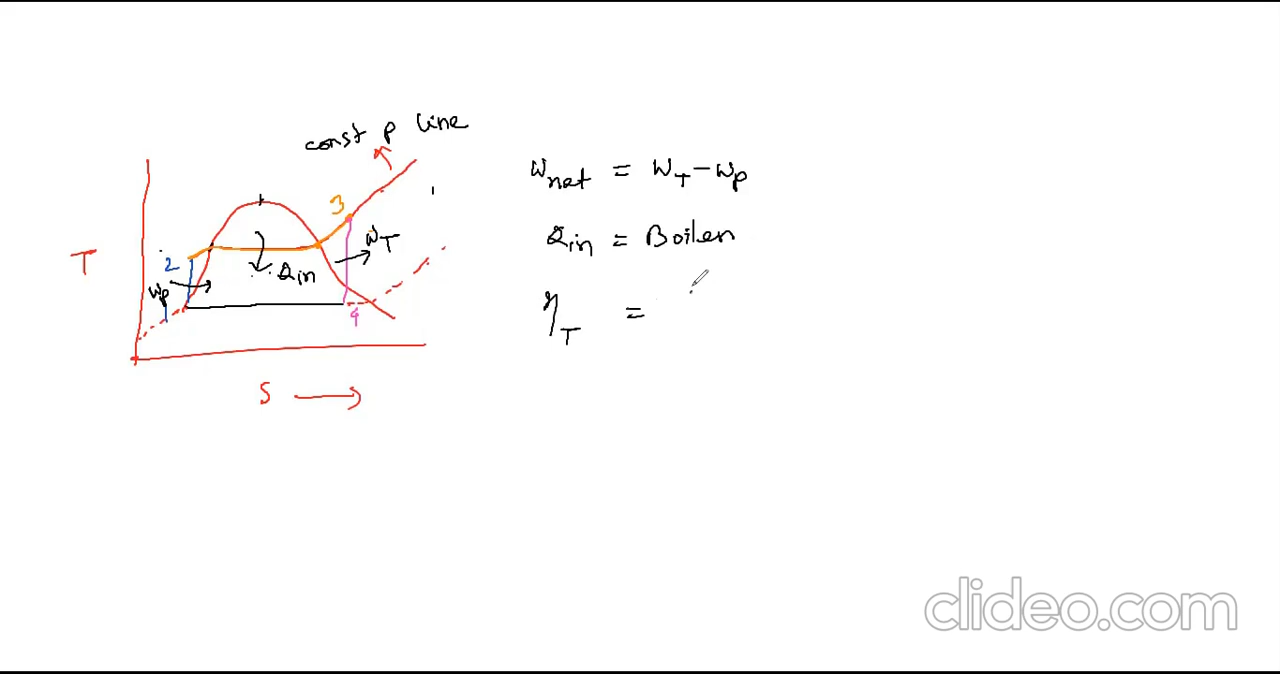 const p line
3
T
2
WT
Qin
Wp
4
S
Wnet = WT - Wp
Qin = Boiler
ηT =
clideo.com